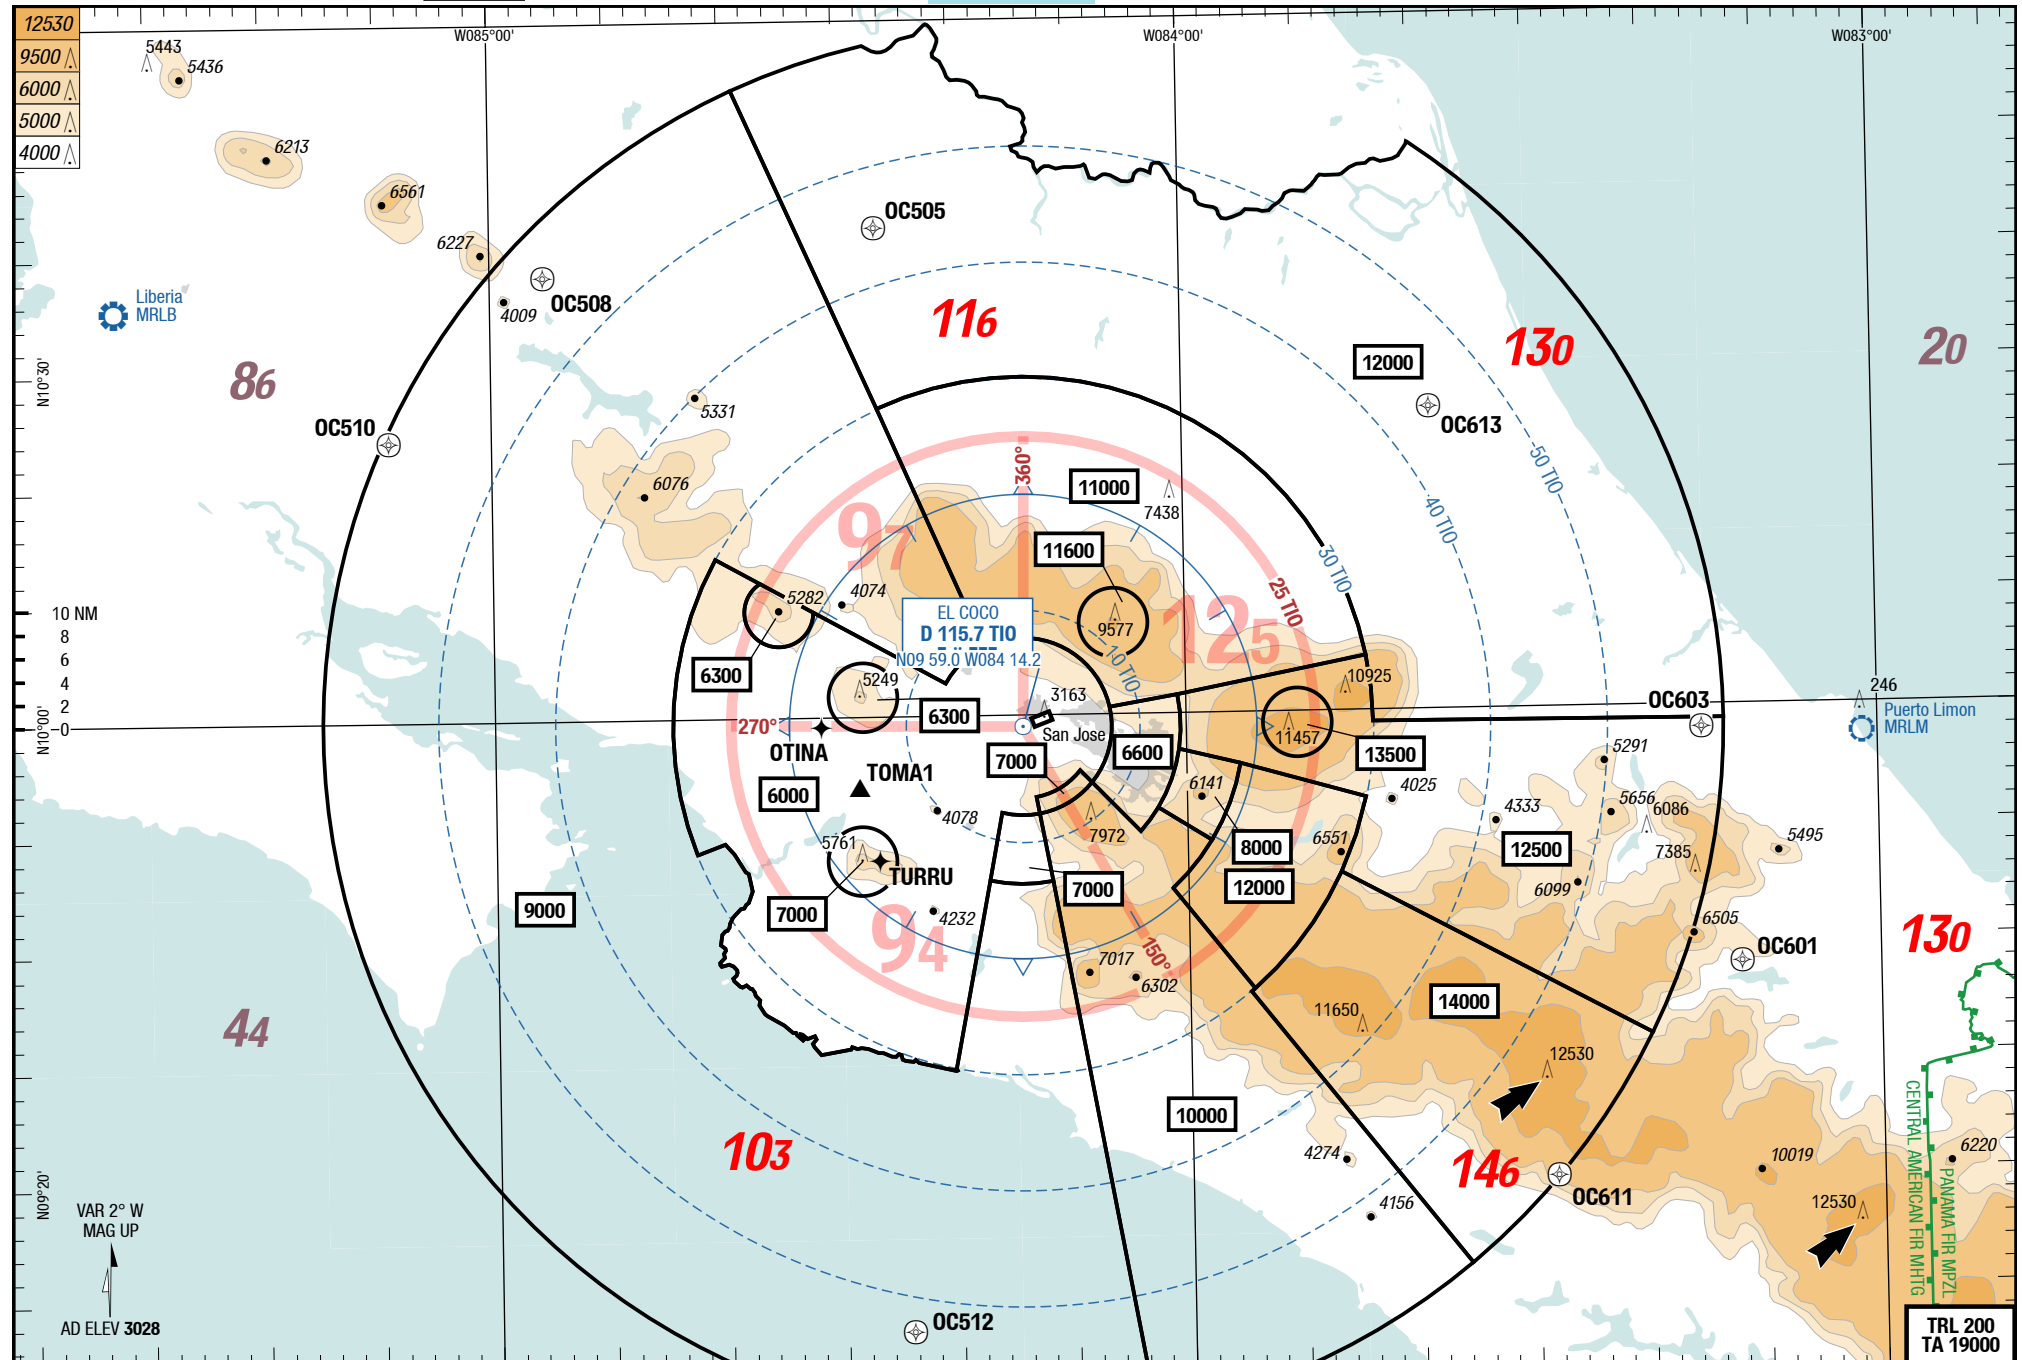 12530
9500
6000
5000
4000
5443
5436
W085°00'
W084°00'
W083°00'
6213
6561
6227
OC505
Liberia
MRLB
OC508
4009
116
130
20
N10°30'
86
12000
5331
OC613
OC510
50 TIO
40 TIO
30 TIO
360°
11000
7438
6076
97
11600
25 TIO
125
5282
4074
EL COCO
D 115.7 TIO
N09 59.0 W084 14.2
9577
10 TIO
10 NM
8
6
4
2
0
N10°00'
6300
5249
6300
3163
10925
OC603
246
Puerto Limon
MRLM
270°
OTINA
San Jose
11457
13500
7000
6600
TOMA1
6000
6141
4025
5291
4078
7972
6551
4333
5656
6086
5495
5761
TURRU
8000
12500
7385
7000
7000
12000
6099
9000
4232
6505
94
150°
7017
6302
OC601
130
44
11650
14000
12530
10000
103
4274
146
10019
6220
4156
OC611
12530
CENTRAL AMERICAN FIR MHTG
PANAMA FIR MPZL
N09°20'
VAR 2° W
MAG UP
AD ELEV 3028
OC512
TRL 200
TA 19000